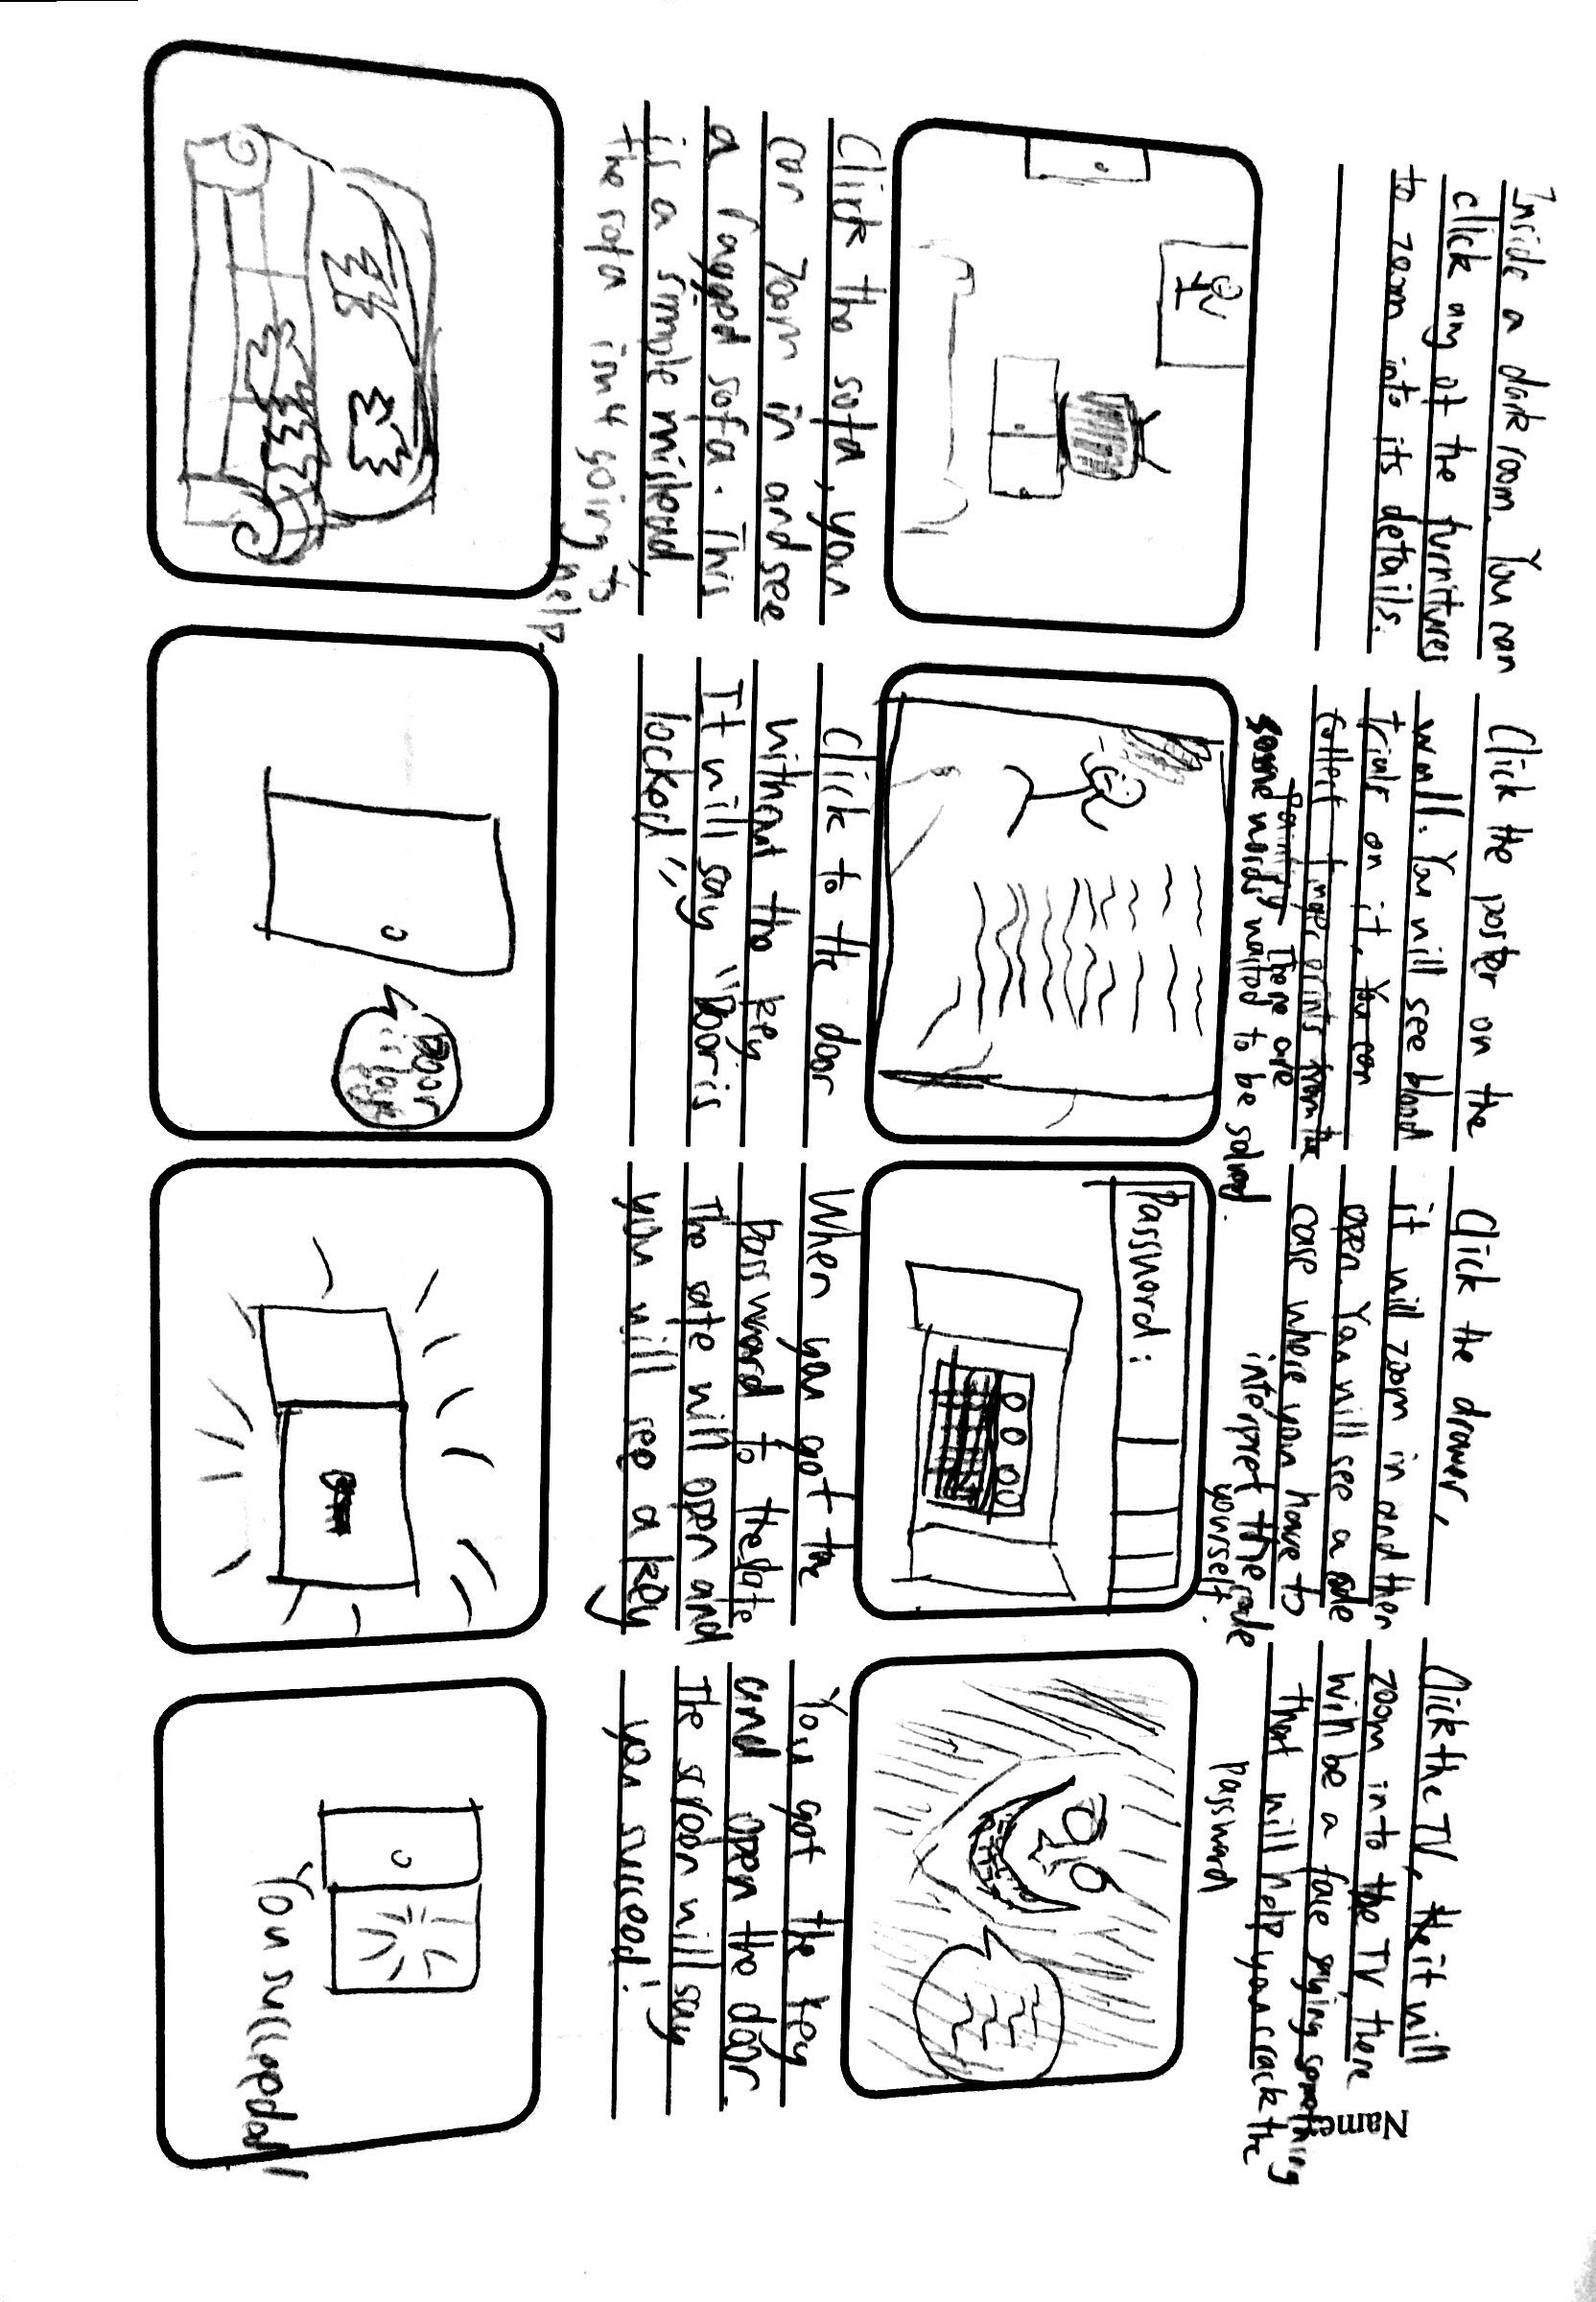 Name:
Inside a dark room. You can
click any of the furnitures
to zoom into its details.
Click the poster on the
wall. You will see blood
trials on it. You can
collect fingerprints from the
There are
some words waited to be solved.
Click the drawer,
it will zoom in and then
open. You will see a
case where you have to
interpret the code
yourself.
Password:
Click the TV, it will
zoom into the TV there
will be a face saying something
that will help you crack the
password
Click the sofa, you
can zoom in and see
a ragged sofa. This
is a simple mislead,
the sofa isn't going to
help.
Click to the door
without the key
It will say "Door is
locked"
Door
is lock
When you got the
password to the safe
The safe will open and
you will see a key
You got the key
and open the door
The screen will say
you succeed!"
You succeeded!